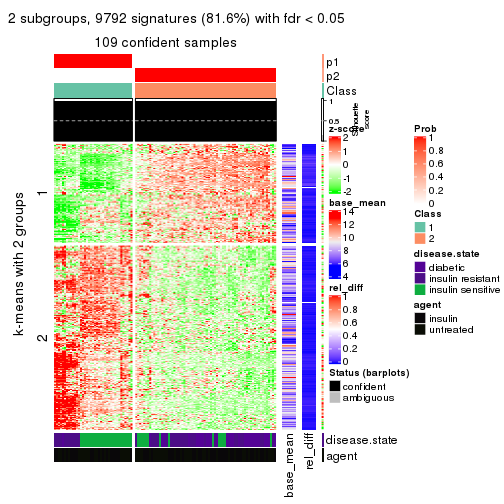 2 subgroups, 9792 signatures (81.6%) with fdr < 0.05
109 confident samples
p1
p2
Class
1
0.5
Silhouette
score
k-means with 2 groups
1
2
z-score
2
1
0
-1
-2
base_mean
14
12
10
8
6
4
rel_diff
1
0.8
0.6
0.4
0.2
0
Status (barplots)
confident
ambiguous
Prob
1
0.8
0.6
0.4
0.2
0
Class
1
2
disease.state
diabetic
insulin resistant
insulin sensitive
agent
insulin
untreated
disease.state
agent
base_mean
rel_diff